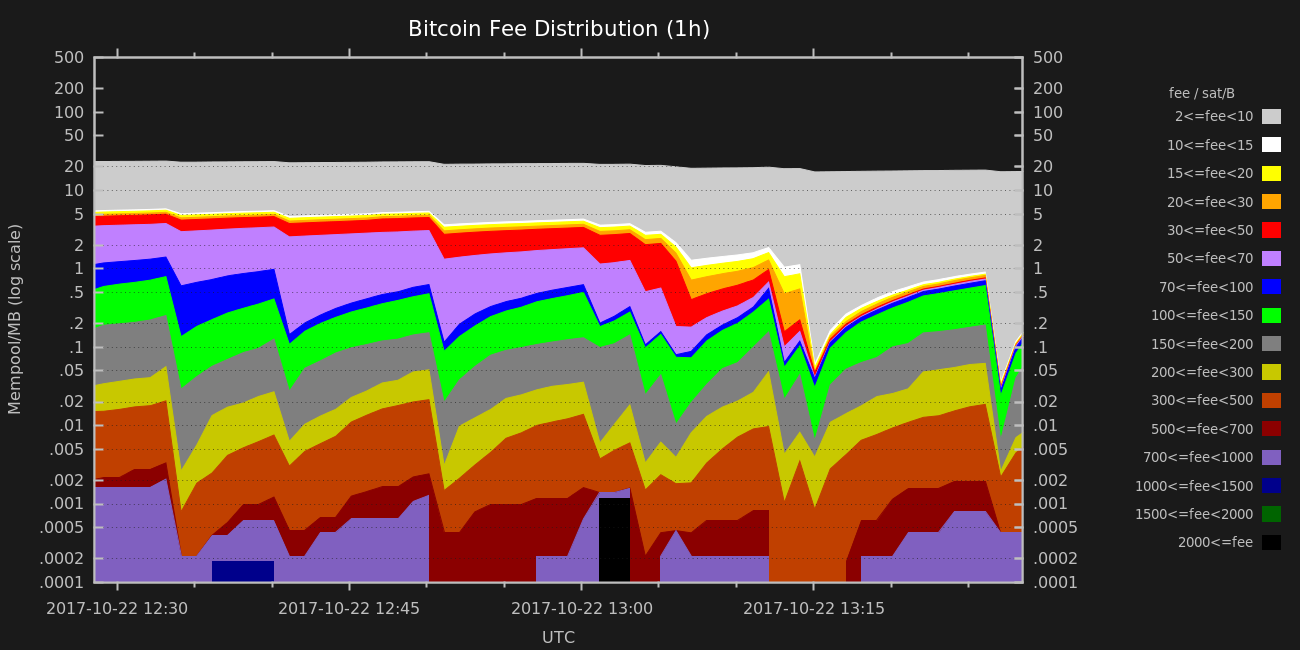 Bitcoin Fee Distribution (1h)
Mempool/MB (log scale)
500
200
100
50
20
10
5
2
1
.5
.2
.1
.05
.02
.01
.005
.002
.001
.0005
.0002
.0001
500
200
100
50
20
10
5
2
1
.5
.2
.1
.05
.02
.01
.005
.002
.001
.0005
.0002
.0001
2017-10-22 12:30 2017-10-22 12:45 2017-10-22 13:00 2017-10-22 13:15
UTC
fee / sat/B
2<=fee<10
10<=fee<15
15<=fee<20
20<=fee<30
30<=fee<50
50<=fee<70
70<=fee<100
100<=fee<150
150<=fee<200
200<=fee<300
300<=fee<500
500<=fee<700
700<=fee<1000
1000<=fee<1500
1500<=fee<2000
2000<=fee